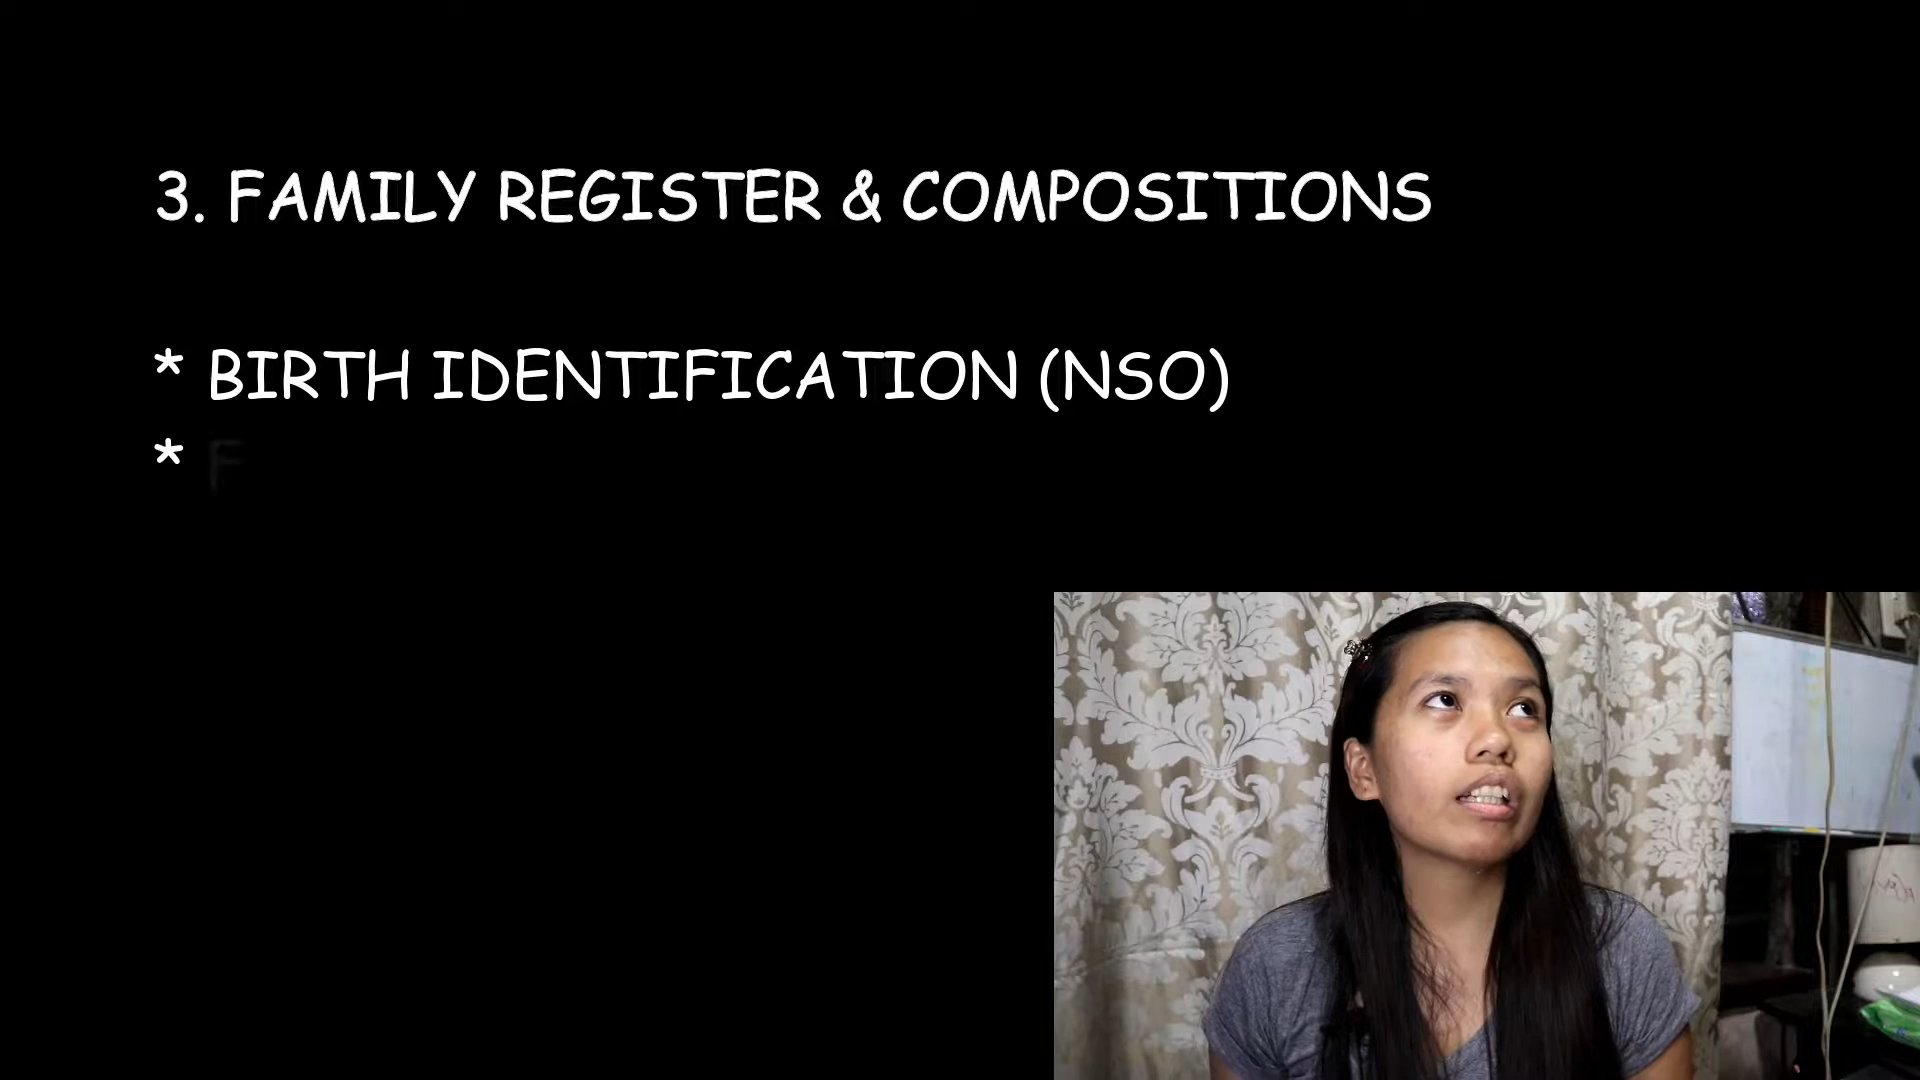 3. FAMILY REGISTER & COMPOSITIONS
* BIRTH IDENTIFICATION (NSO)
* F